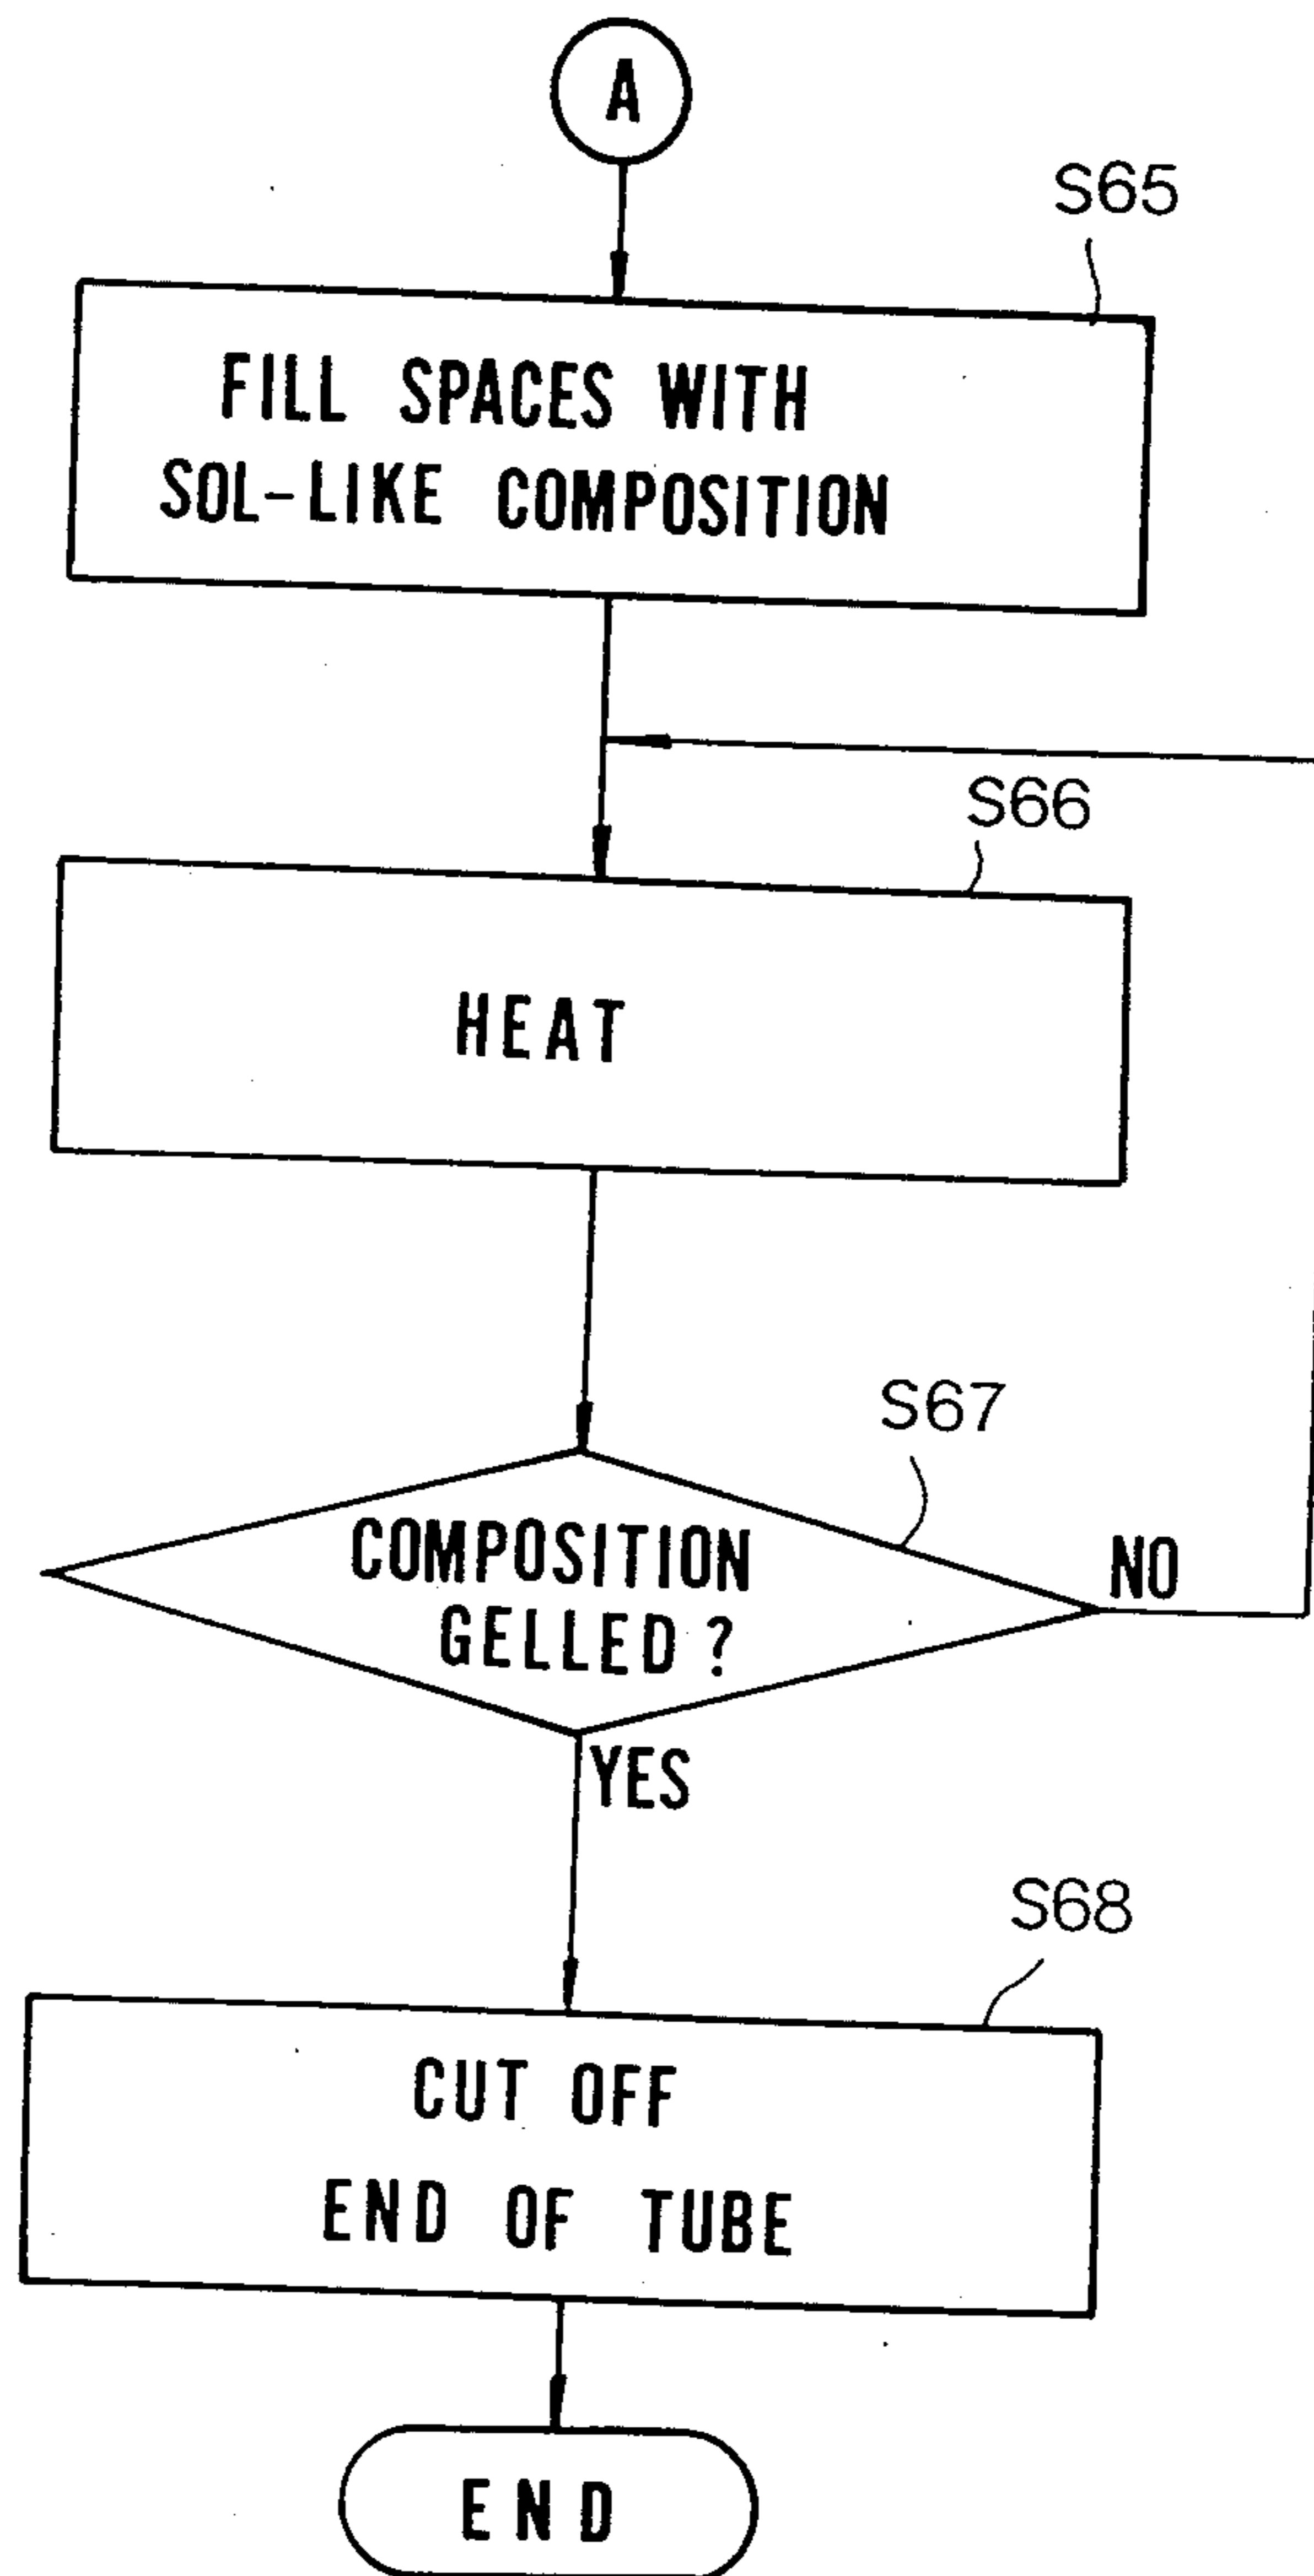 A
S65
FILL SPACES WITH
SOL-LIKE COMPOSITION
S66
HEAT
S67
COMPOSITION
GELLED?
NO
YES
S68
CUT OFF
END OF TUBE
END